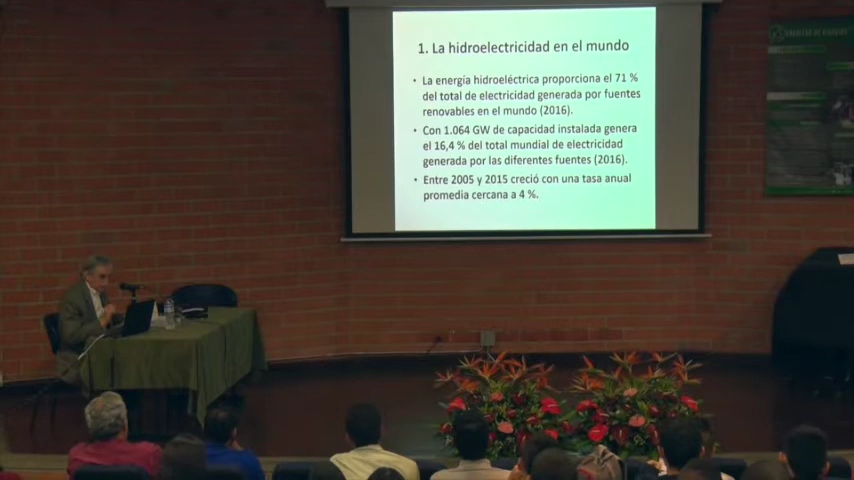 1. La hidroelectricidad en el mundo
• La energía hidroeléctrica proporciona el 71 %
del total de electricidad generada por fuentes
renovables en el mundo (2016).
• Con 1.064 GW de capacidad instalada genera
el 16,4 % del total mundial de electricidad
generada por las diferentes fuentes (2016).
• Entre 2005 y 2015 creció con una tasa anual
promedia cercana a 4 %.